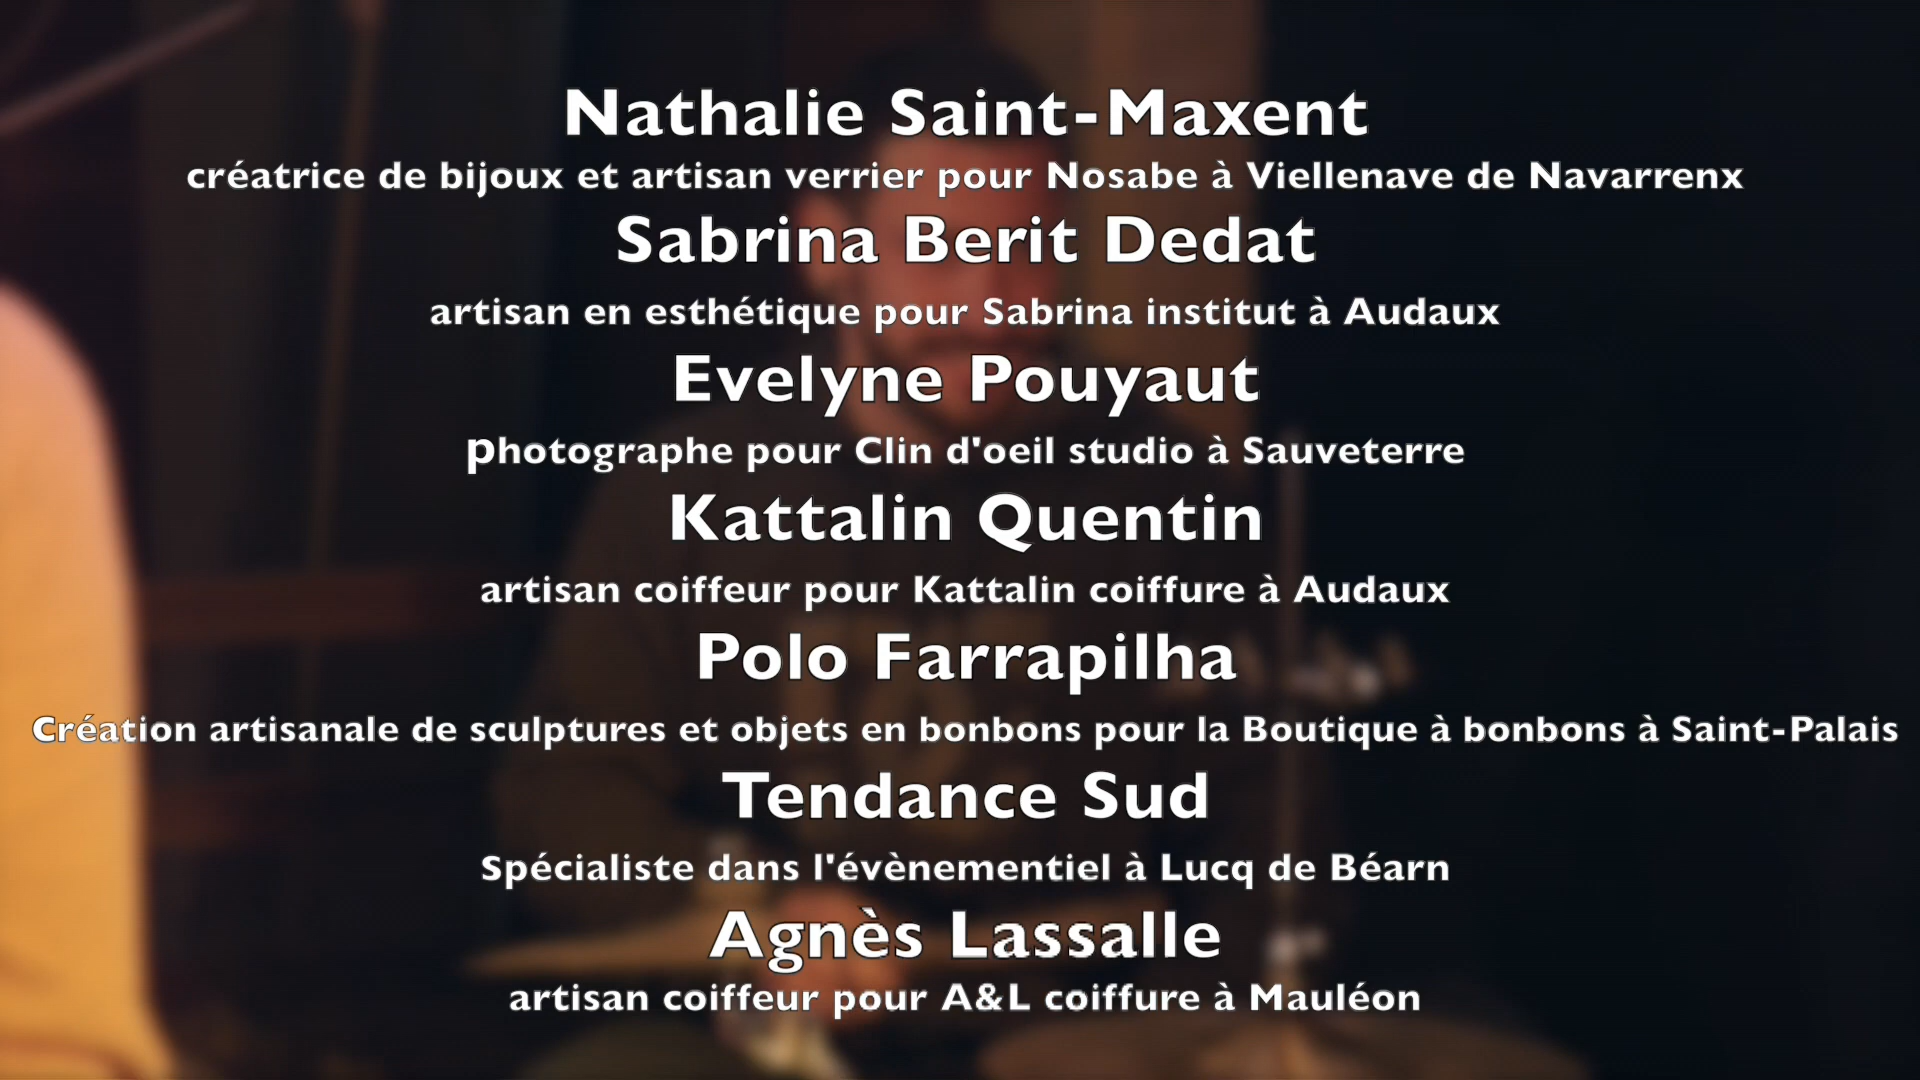 Nathalie Saint-Maxent
créatrice de bijoux et artisan verrier pour Nosabe à Viellenave de Navarrenx
Sabrina Berit Dedat
artisan en esthétique pour Sabrina institut à Audaux
Evelyne Pouyaut
photographe pour Clin d'oeil studio à Sauveterre
Kattalin Quentin
artisan coiffeur pour Kattalin coiffure à Audaux
Polo Farrapilha
Création artisanale de sculptures et objets en bonbons pour la Boutique à bonbons à Saint-Palais
Tendance Sud
Spécialiste dans l'évènementiel à Lucq de Béarn
Agnès Lassalle
artisan coiffeur pour A&L coiffure à Mauléon